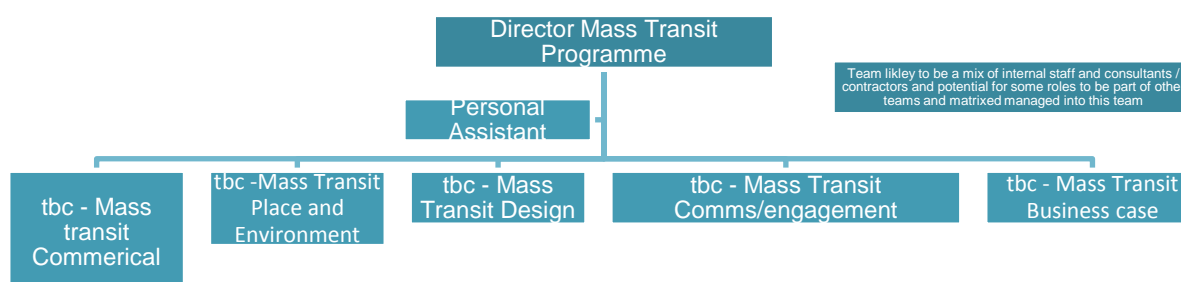 Director Mass Transit
Programme
Team likley to be a mix of internal staff and consultants /
contractors and potential for some roles to be part of othe
teams and matrixed managed into this team
Personal
Assistant
tbc - Mass
transit
Commerical
tbc -Mass Transit
Place and
Environment
tbc - Mass
Transit Design
tbc - Mass Transit
Comms/engagement
tbc - Mass Transit
Business case